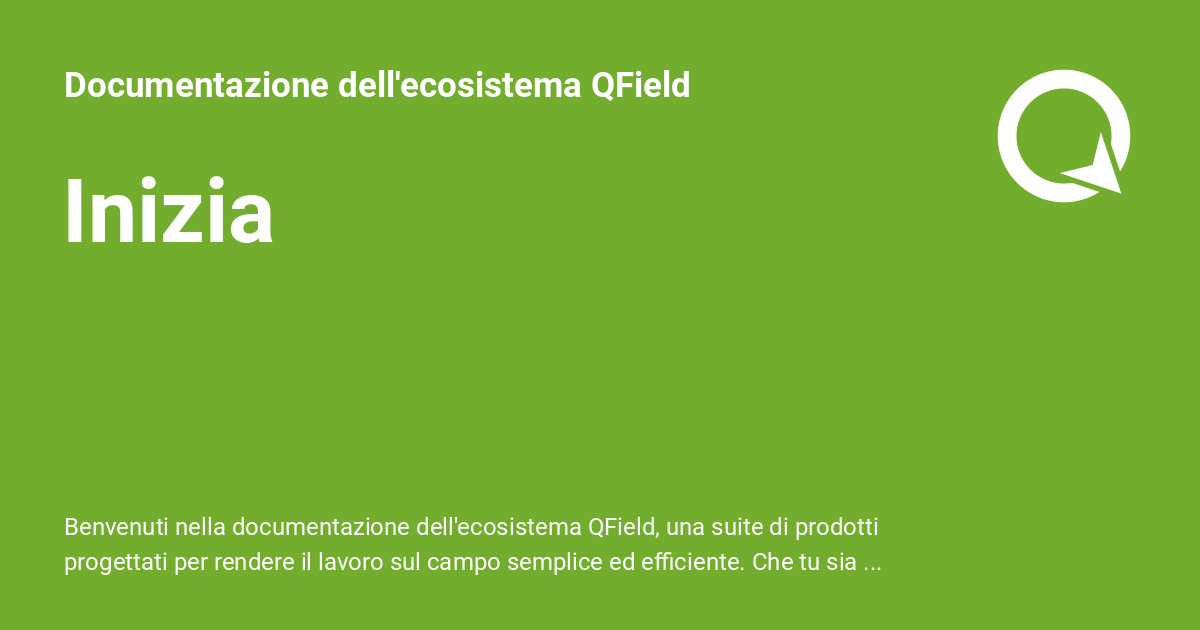 Documentazione dell'ecosistema QField
Inizia
Benvenuti nella documentazione dell'ecosistema QField, una suite di prodotti
progettati per rendere il lavoro sul campo semplice ed efficiente. Che tu sia ...